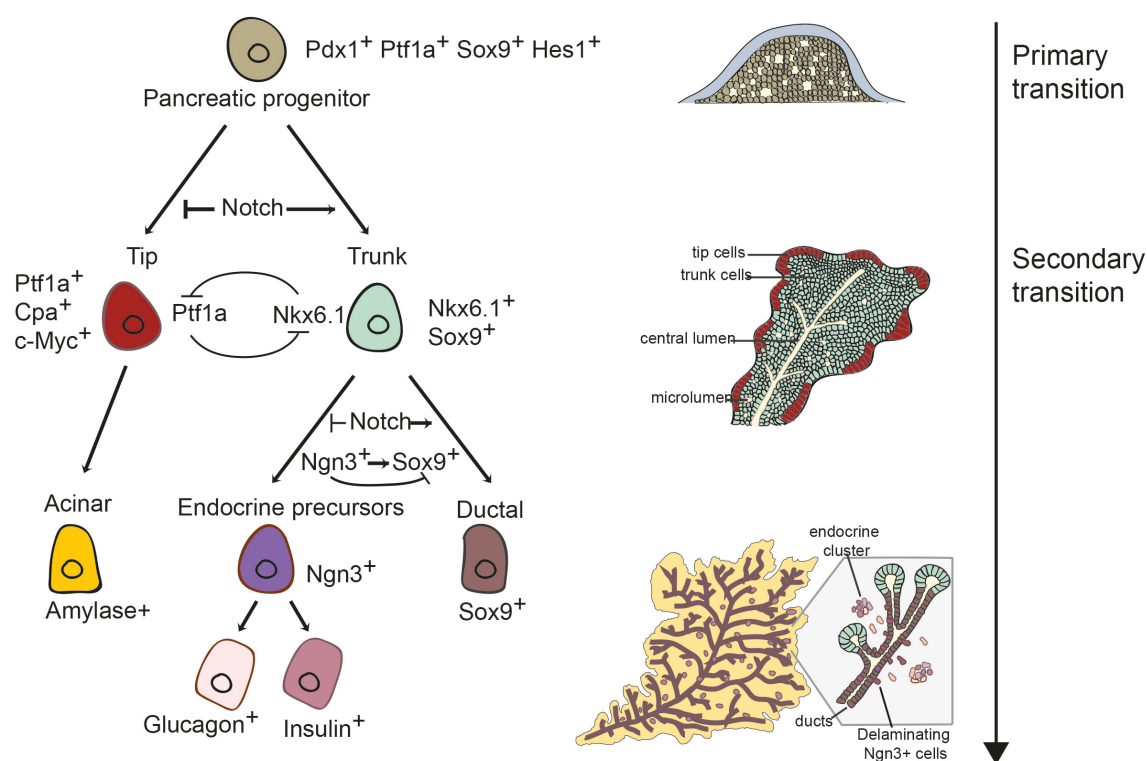 Pdx1+ Ptf1a+ Sox9+ Hes1+
Pancreatic progenitor
Primary
transition
Notch
Tip
Trunk
Ptf1a+
Cpa+
c-Myc+
Ptf1a
Nkx6.1
Nkx6.1+
Sox9+
tip cells
trunk cells
central lumen
microlumen
Secondary
transition
Notch
Ngn3+
Sox9+
Acinar
Endocrine precursors
Ductal
Ngn3+
Amylase+
Sox9+
Glucagon+
Insulin+
endocrine
cluster
ducts
Delaminating
Ngn3+ cells